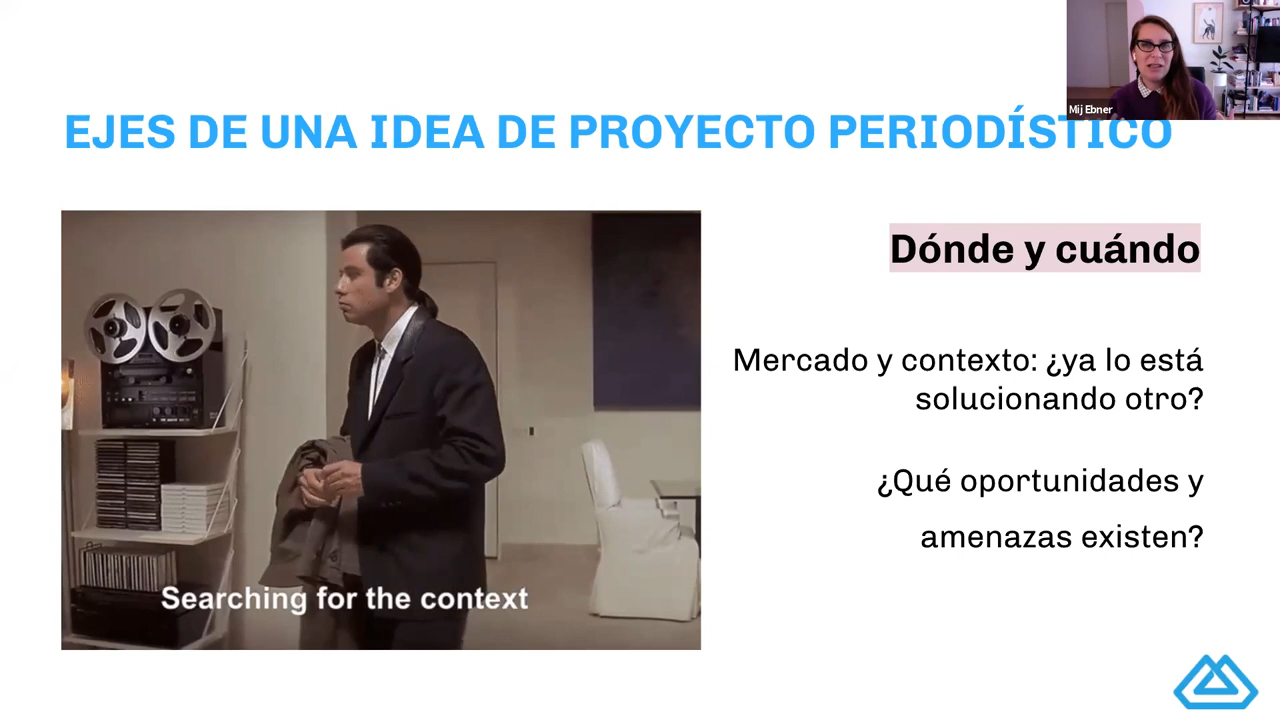 Mij Ebner
EJES DE UNA IDEA DE PROYECTO PERIODÍSTICO
Dónde y cuándo
Mercado y contexto: ¿ya lo está
solucionando otro?
¿Qué oportunidades y
amenazas existen?
Searching for the context